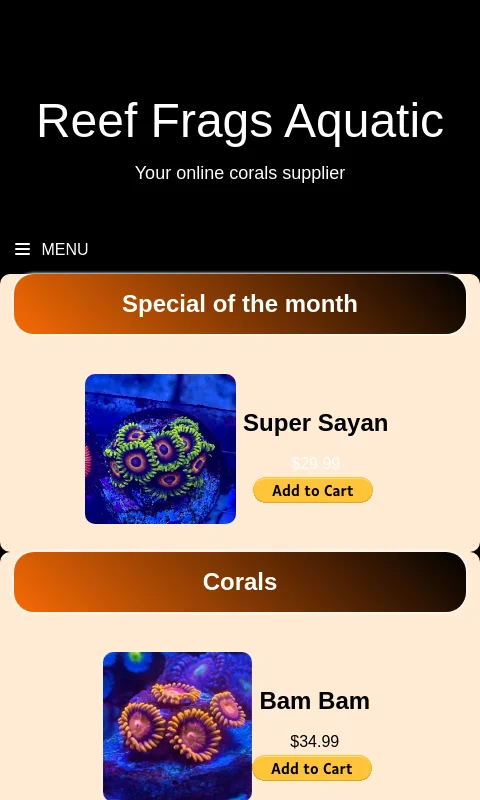 Reef Frags Aquatic
Your online corals supplier
MENU
Special of the month
Super Sayan
$29.99
Add to Cart
Corals
Bam Bam
$34.99
Add to Cart